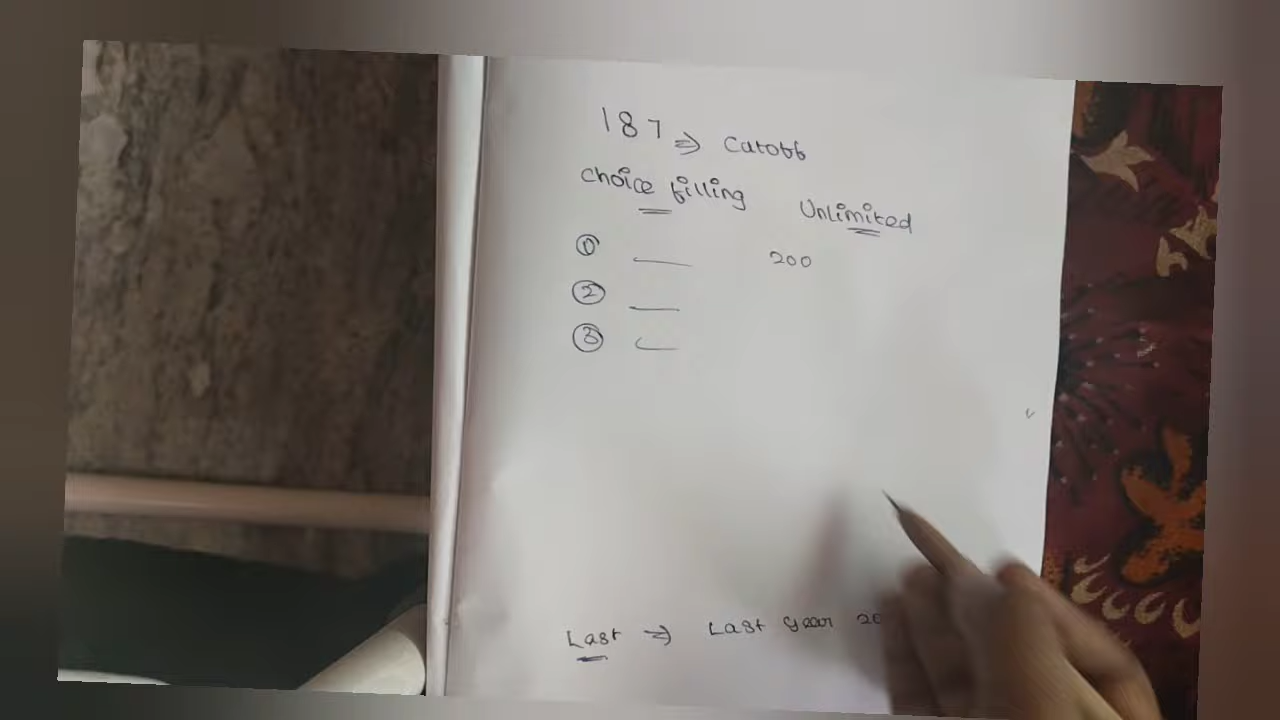 187 => Cutoff
choice filling Unlimited
① 200
②
③
Last => Last year